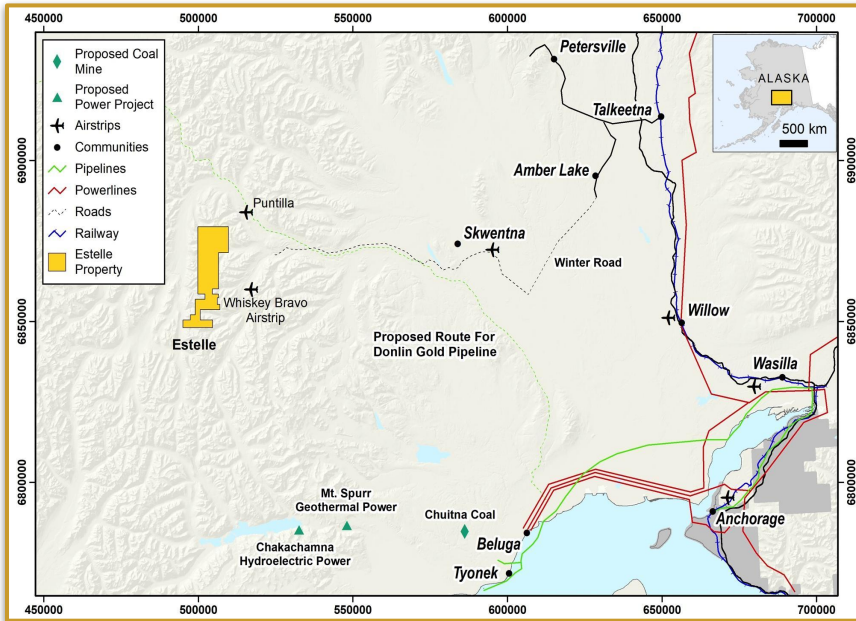 450000
500000
550000
600000
650000
700000
Proposed Coal
Mine
Proposed
Power Project
Airstrips
Communities
Pipelines
Powerlines
Roads
Railway
Estelle
Property
ALASKA
500 km
Petersville
Talkeetna
Amber Lake
Puntilla
Skwentna
Winter Road
Whiskey Bravo
Airstrip
Estelle
Willow
Proposed Route For
Donlin Gold Pipeline
Wasilla
Mt. Spurr
Geothermal Power
Chuitna Coal
Chakachamna
Hydroelectric Power
Beluga
Anchorage
Tyonek
6900000
6850000
6800000
6900000
6850000
6800000
450000
500000
550000
600000
650000
700000